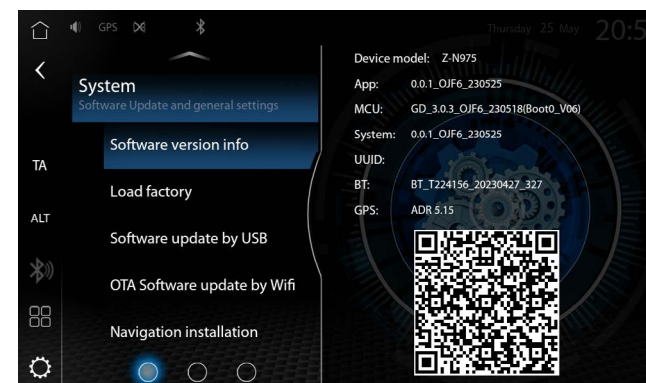 GPS
Thursday 25 May 20:5
System
Software Update and general settings
Software version info
Load factory
Software update by USB
OTA Software update by Wifi
Navigation installation
TA
ALT
Device model: Z-N975
App: 0.0.1_OJF6_230525
MCU: GD_3.0.3_OJF6_230518(Boot0_V06)
System: 0.0.1_OJF6_230525
UUID:
BT: BT_T224156_20230427_327
GPS: ADR 5.15